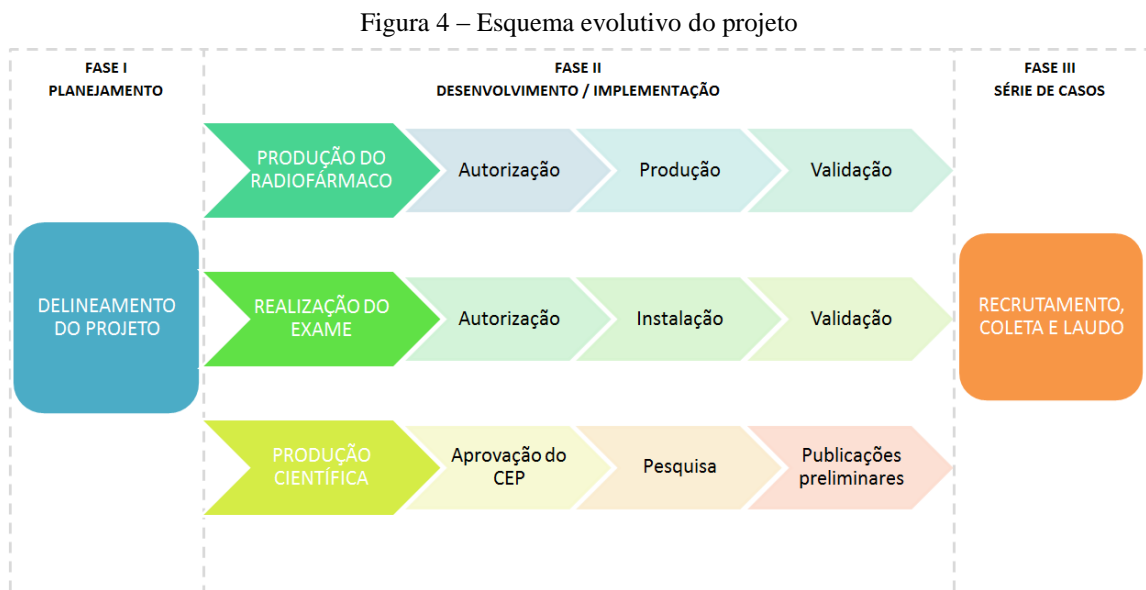 Figura 4 – Esquema evolutivo do projeto
FASE I
PLANEJAMENTO
FASE II
DESENVOLVIMENTO / IMPLEMENTAÇÃO
FASE III
SÉRIE DE CASOS
PRODUÇÃO DO
RADIOFÁRMACO
Autorização
Produção
Validação
DELINEAMENTO
DO PROJETO
REALIZAÇÃO DO
EXAME
Autorização
Instalação
Validação
RECRUTAMENTO,
COLETA E LAUDO
PRODUÇÃO
CIENTÍFICA
Aprovação do
CEP
Pesquisa
Publicações
preliminares